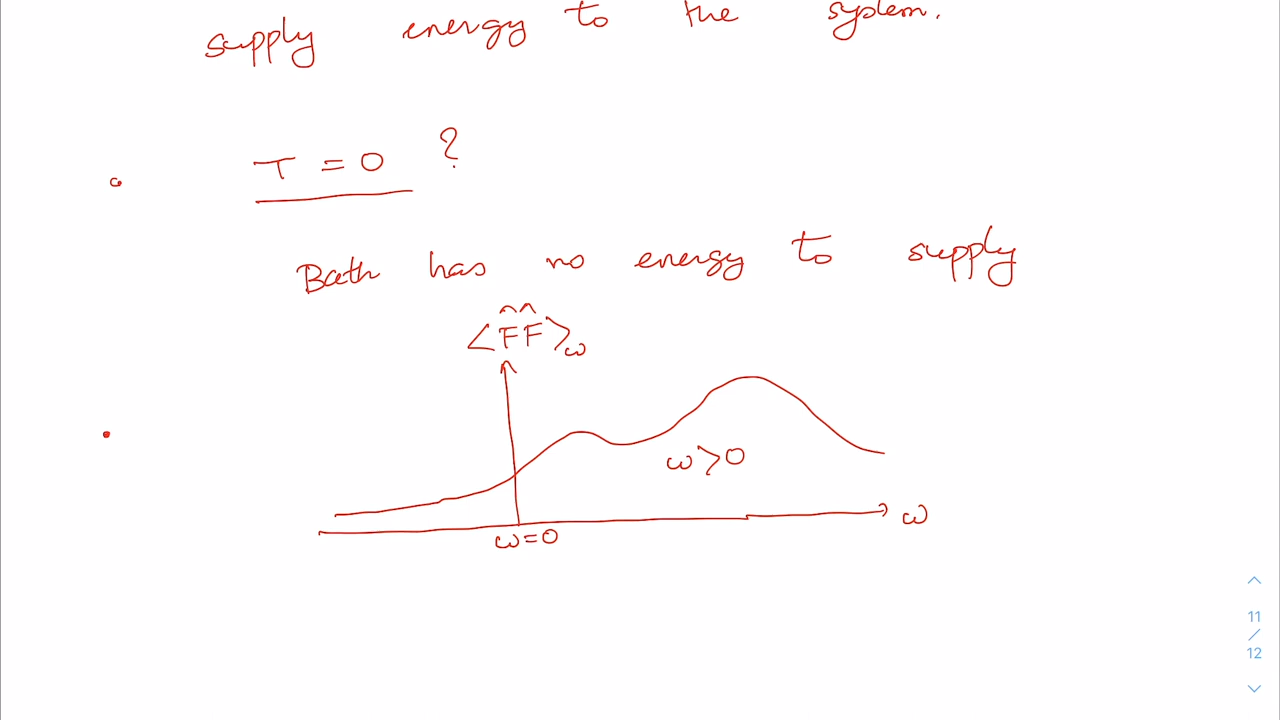 supply energy to the system.
T = 0 ?
Bath has no energy to supply
<F̂F̂>ω
ω>0
ω
ω=0
11
/
12